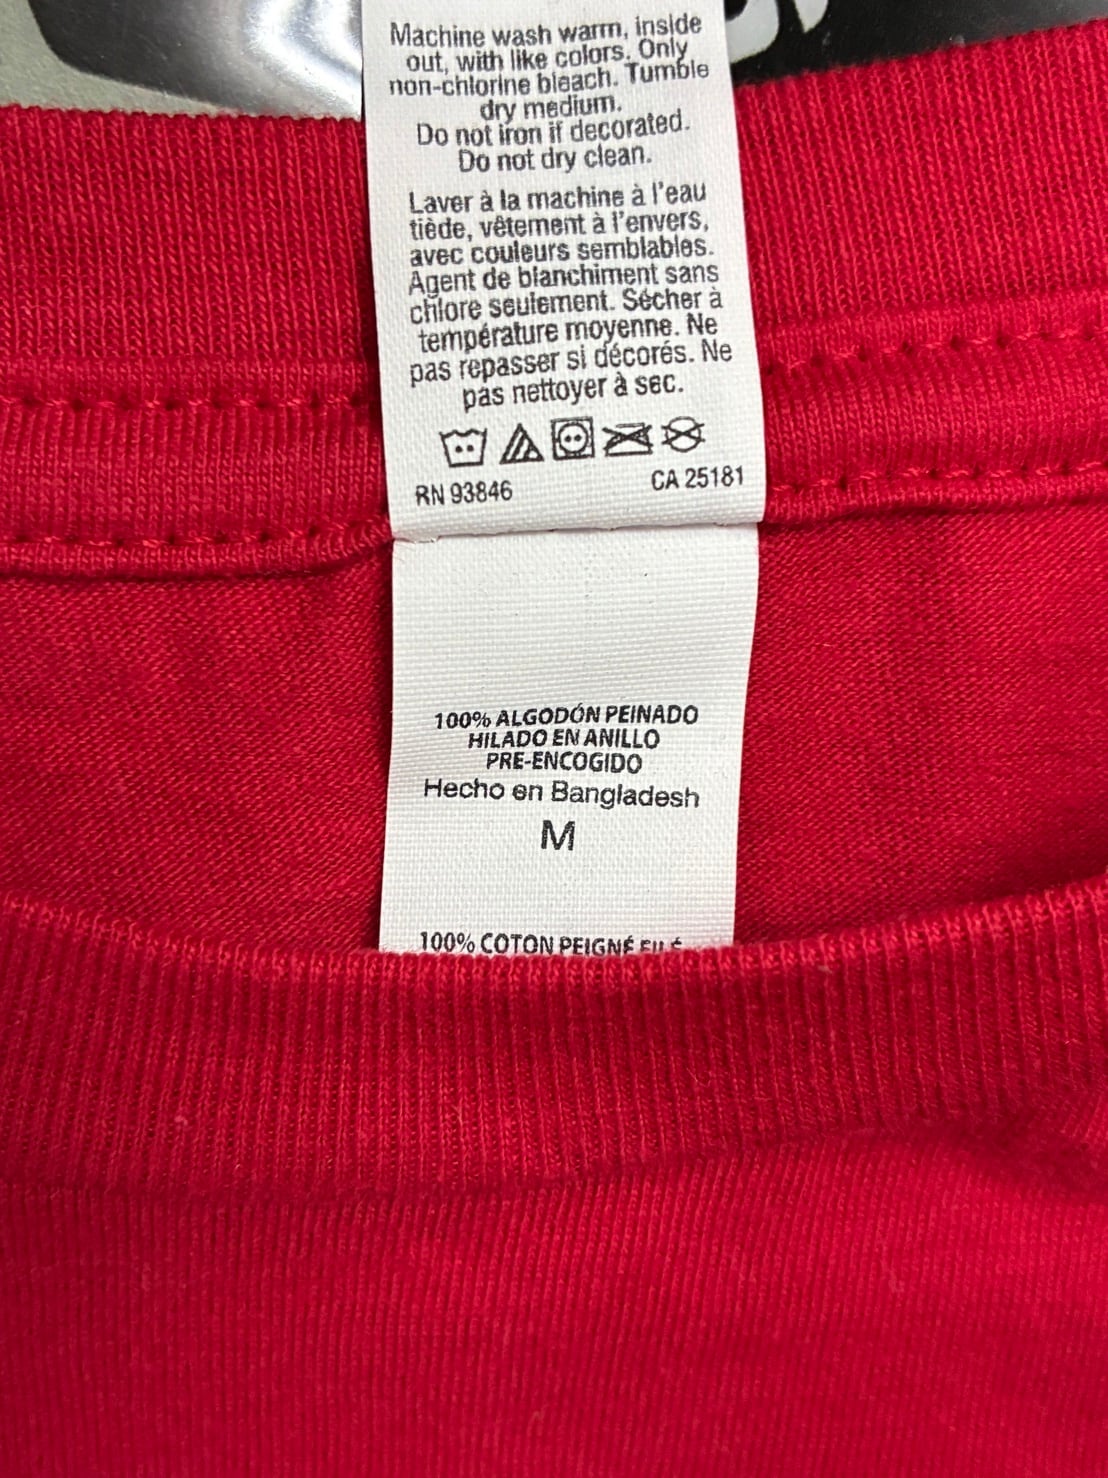 Machine wash warm, inside
out, with like colors. Only
non-chlorine bleach. Tumble
dry medium.
Do not iron if decorated.
Do not dry clean.
Laver à la machine à l'eau
tiède, vêtement à l'envers,
avec couleurs semblables.
Agent de blanchiment sans
chlore seulement. Sécher à
température moyenne. Ne
pas repasser si décorés. Ne
pas nettoyer à sec.
RN 93846 CA 25181
100% ALGODÓN PEINADO
HILADO EN ANILLO
PRE-ENCOGIDO
Hecho en Bangladesh
M
100% COTON PEIGNÉ